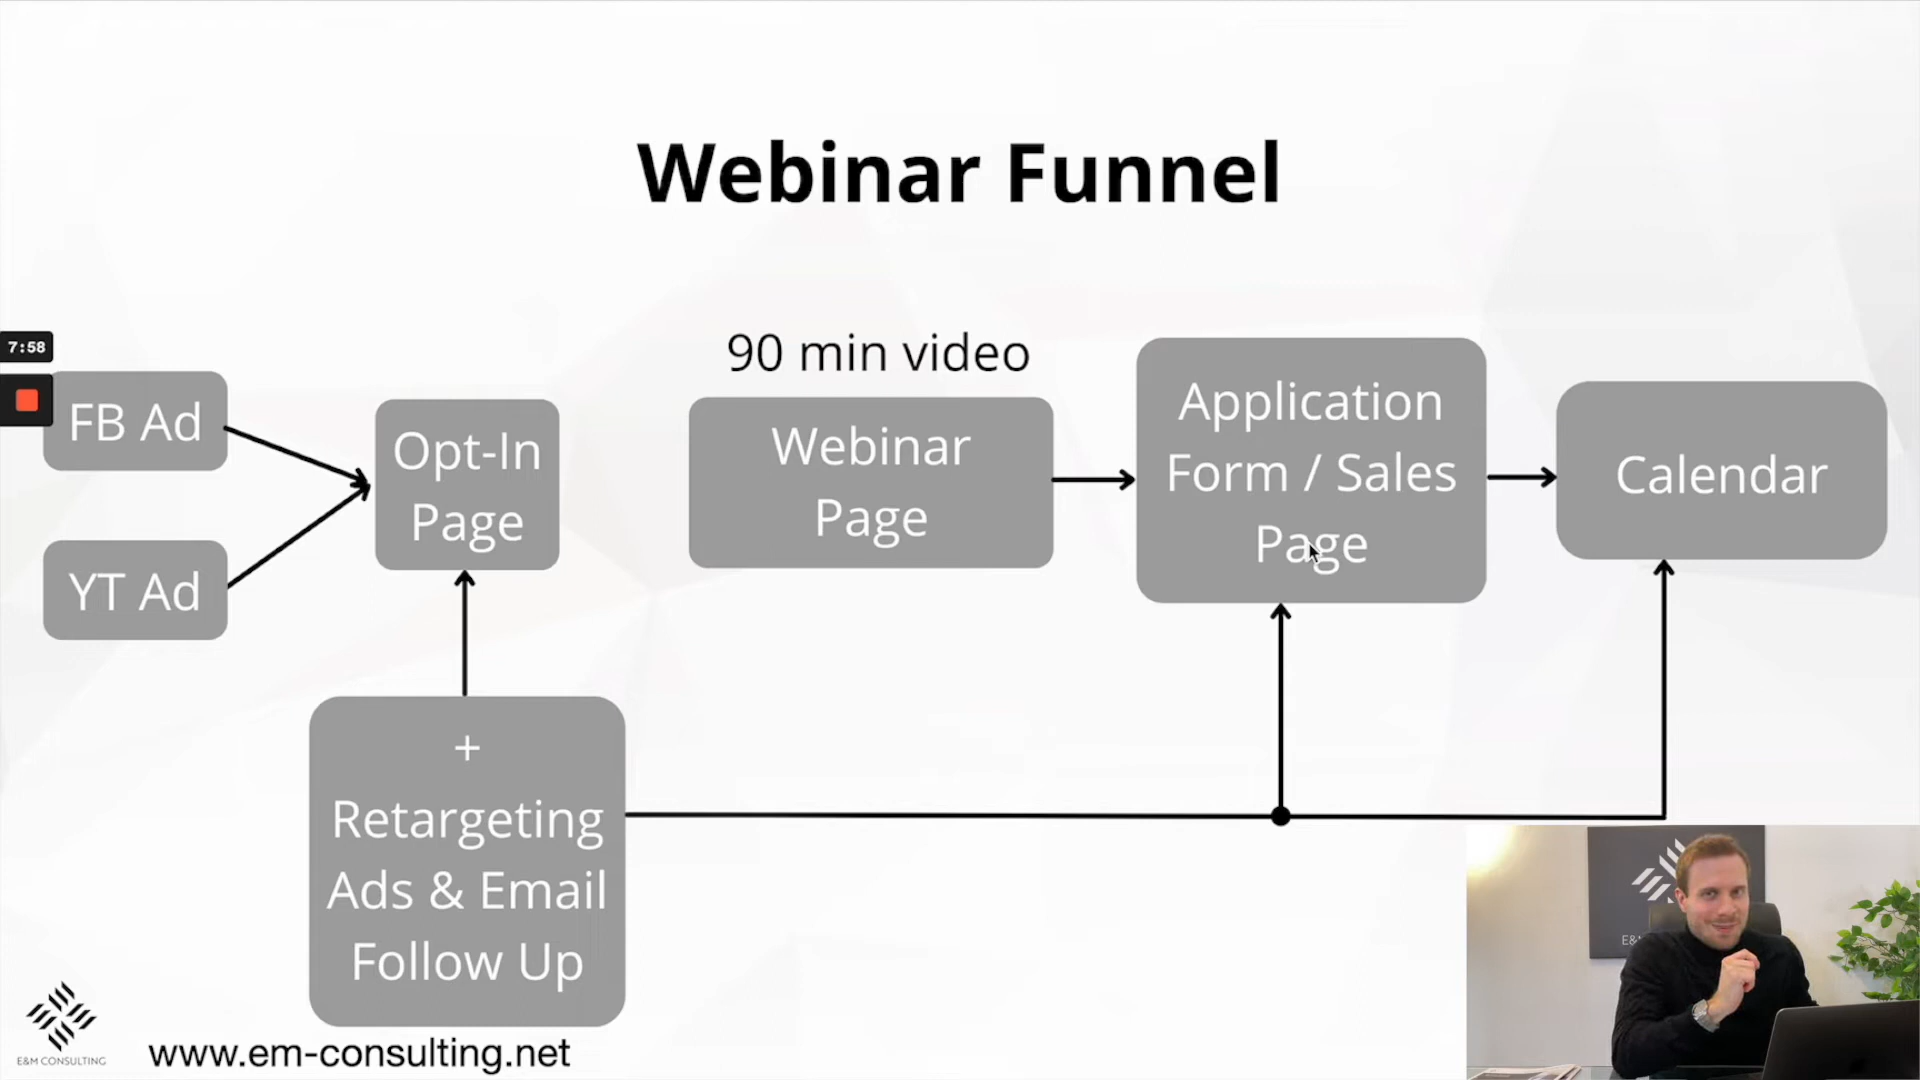 Webinar Funnel
7:58
90 min video
FB Ad
YT Ad
Opt-In
Page
Webinar
Page
Application
Form / Sales
Page
Calendar
+
Retargeting
Ads & Email
Follow Up
E&M CONSULTING
www.em-consulting.net
E&